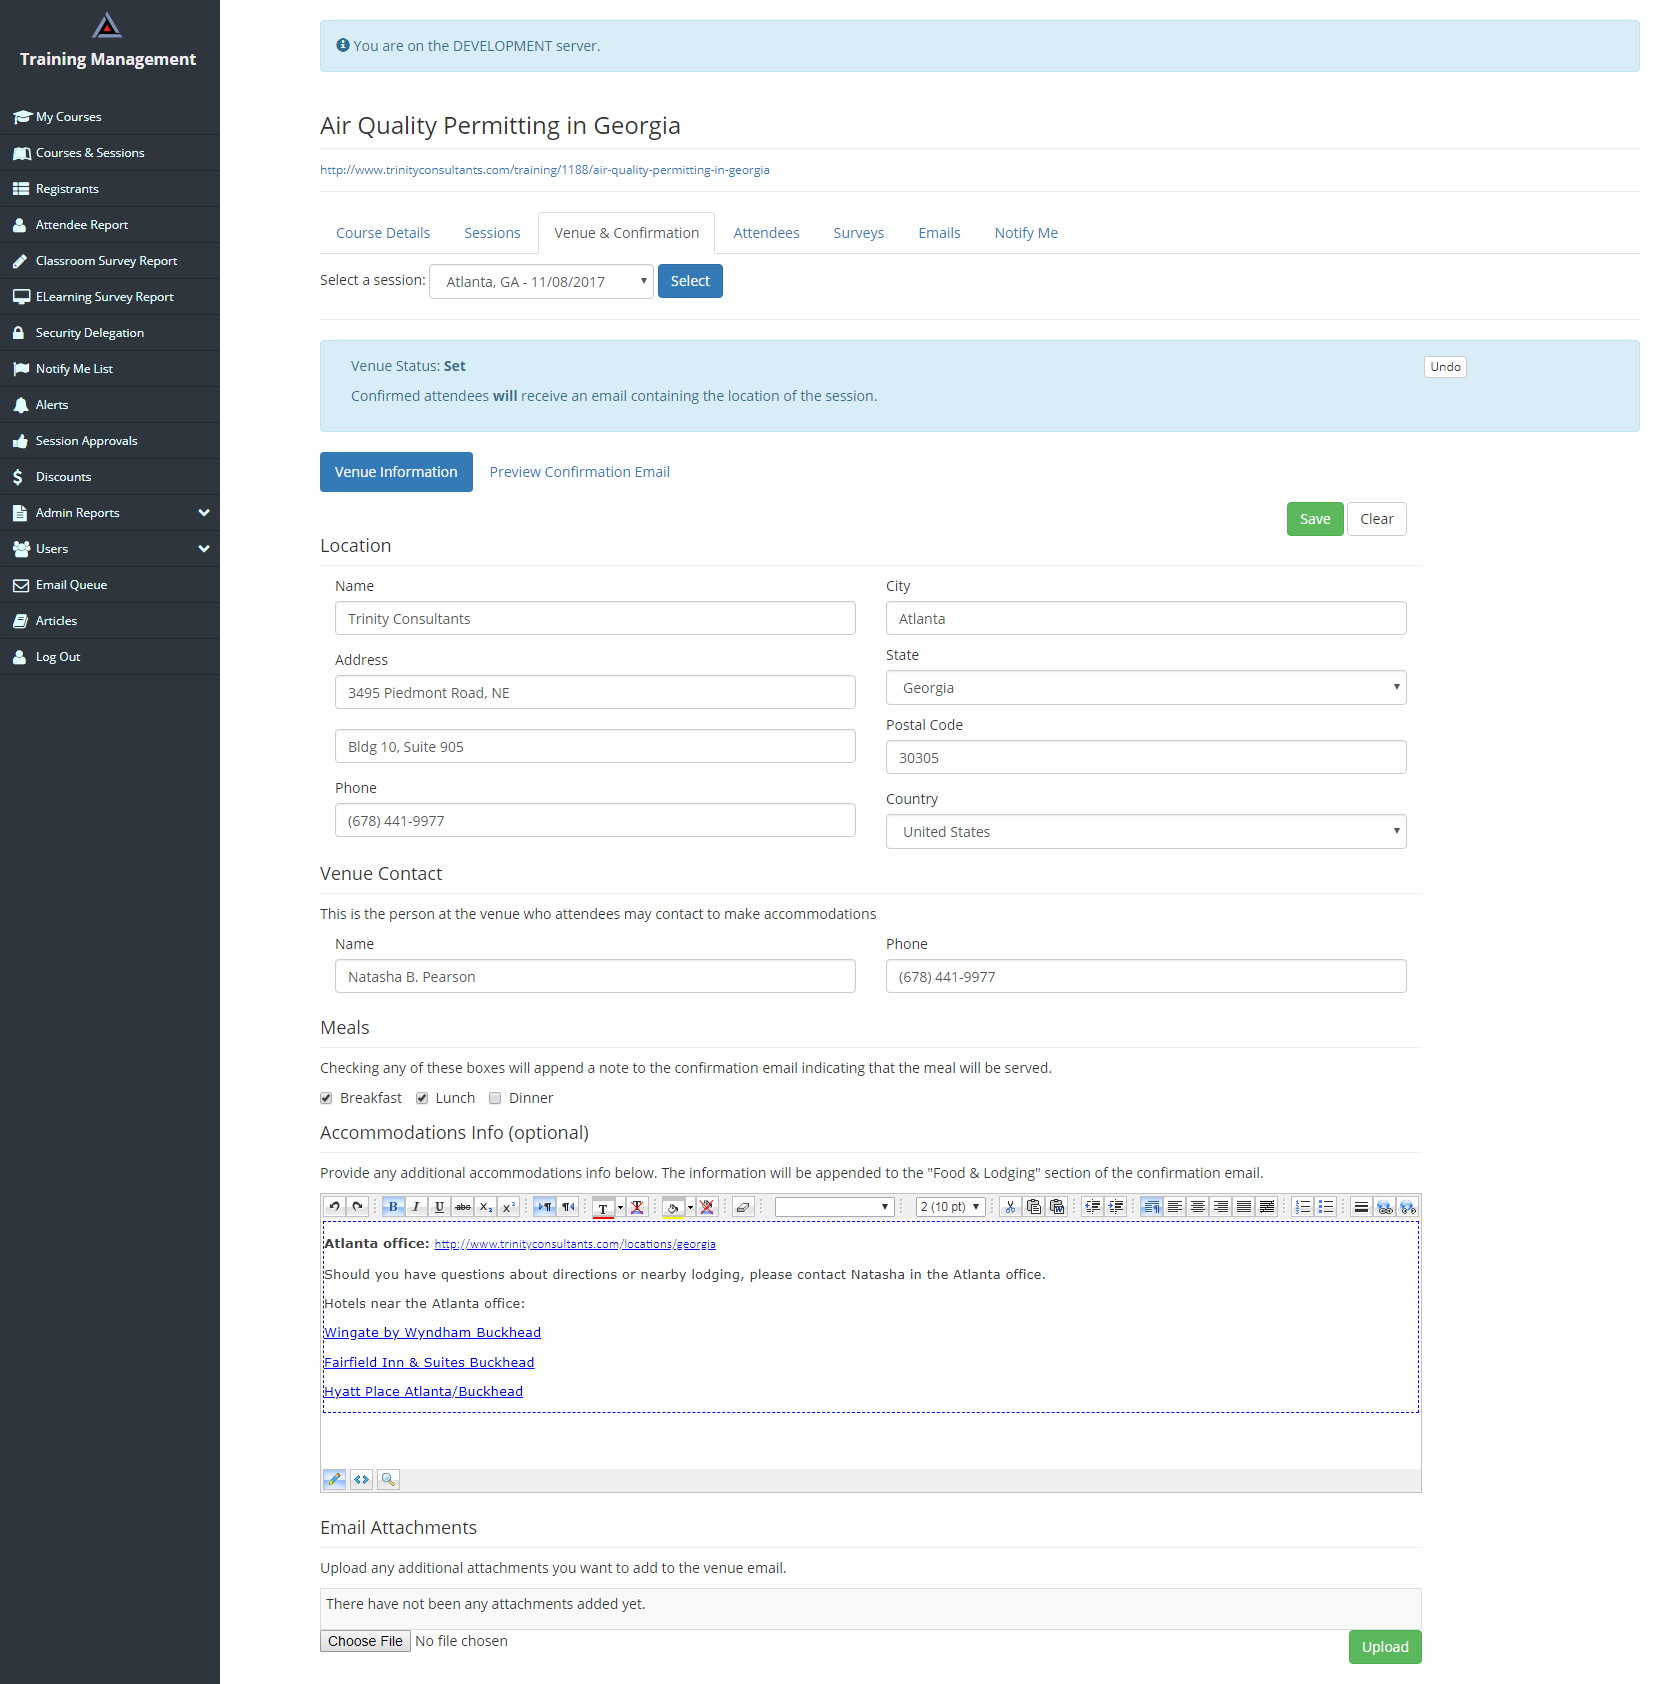 Training Management
My Courses
Courses & Sessions
Registrants
Attendee Report
Classroom Survey Report
ELearning Survey Report
Security Delegation
Notify Me List
Alerts
Session Approvals
Discounts
Admin Reports
Users
Email Queue
Articles
Log Out
You are on the DEVELOPMENT server.
Air Quality Permitting in Georgia
http://www.trinityconsultants.com/training/1188/air-quality-permitting-in-georgia
Course Details Sessions Venue & Confirmation Attendees Surveys Emails Notify Me
Select a session: Atlanta, GA - 11/08/2017 Select
Venue Status: Set Undo
Confirmed attendees will receive an email containing the location of the session.
Venue Information Preview Confirmation Email
Save Clear
Location
Name City
Trinity Consultants Atlanta
Address State
3495 Piedmont Road, NE Georgia
Postal Code
Bldg 10, Suite 905 30305
Phone Country
(678) 441-9977 United States
Venue Contact
This is the person at the venue who attendees may contact to make accommodations
Name Phone
Natasha B. Pearson (678) 441-9977
Meals
Checking any of these boxes will append a note to the confirmation email indicating that the meal will be served.
Breakfast Lunch Dinner
Accommodations Info (optional)
Provide any additional accommodations info below. The information will be appended to the "Food & Lodging" section of the confirmation email.
B I U abc X₂ X² T 2 (10 pt)
Atlanta office: http://www.trinityconsultants.com/locations/georgia
Should you have questions about directions or nearby lodging, please contact Natasha in the Atlanta office.
Hotels near the Atlanta office:
Wingate by Wyndham Buckhead
Fairfield Inn & Suites Buckhead
Hyatt Place Atlanta/Buckhead
Email Attachments
Upload any additional attachments you want to add to the venue email.
There have not been any attachments added yet.
Choose File No file chosen Upload